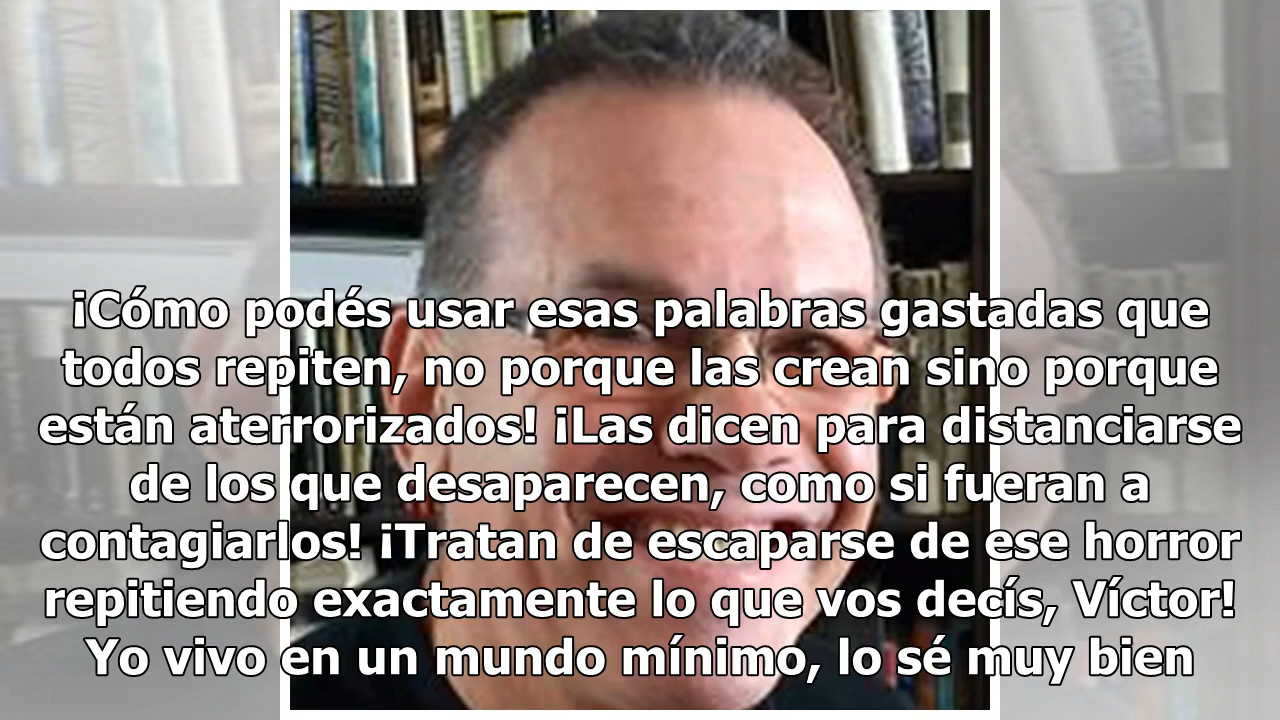 ¡Cómo podés usar esas palabras gastadas que
todos repiten, no porque las crean sino porque
están aterrorizados! ¡Las dicen para distanciarse
de los que desaparecen, como si fueran a
contagiarlos! ¡Tratan de escaparse de ese horror
repitiendo exactamente lo que vos decís, Víctor!
Yo vivo en un mundo mínimo, lo sé muy bien